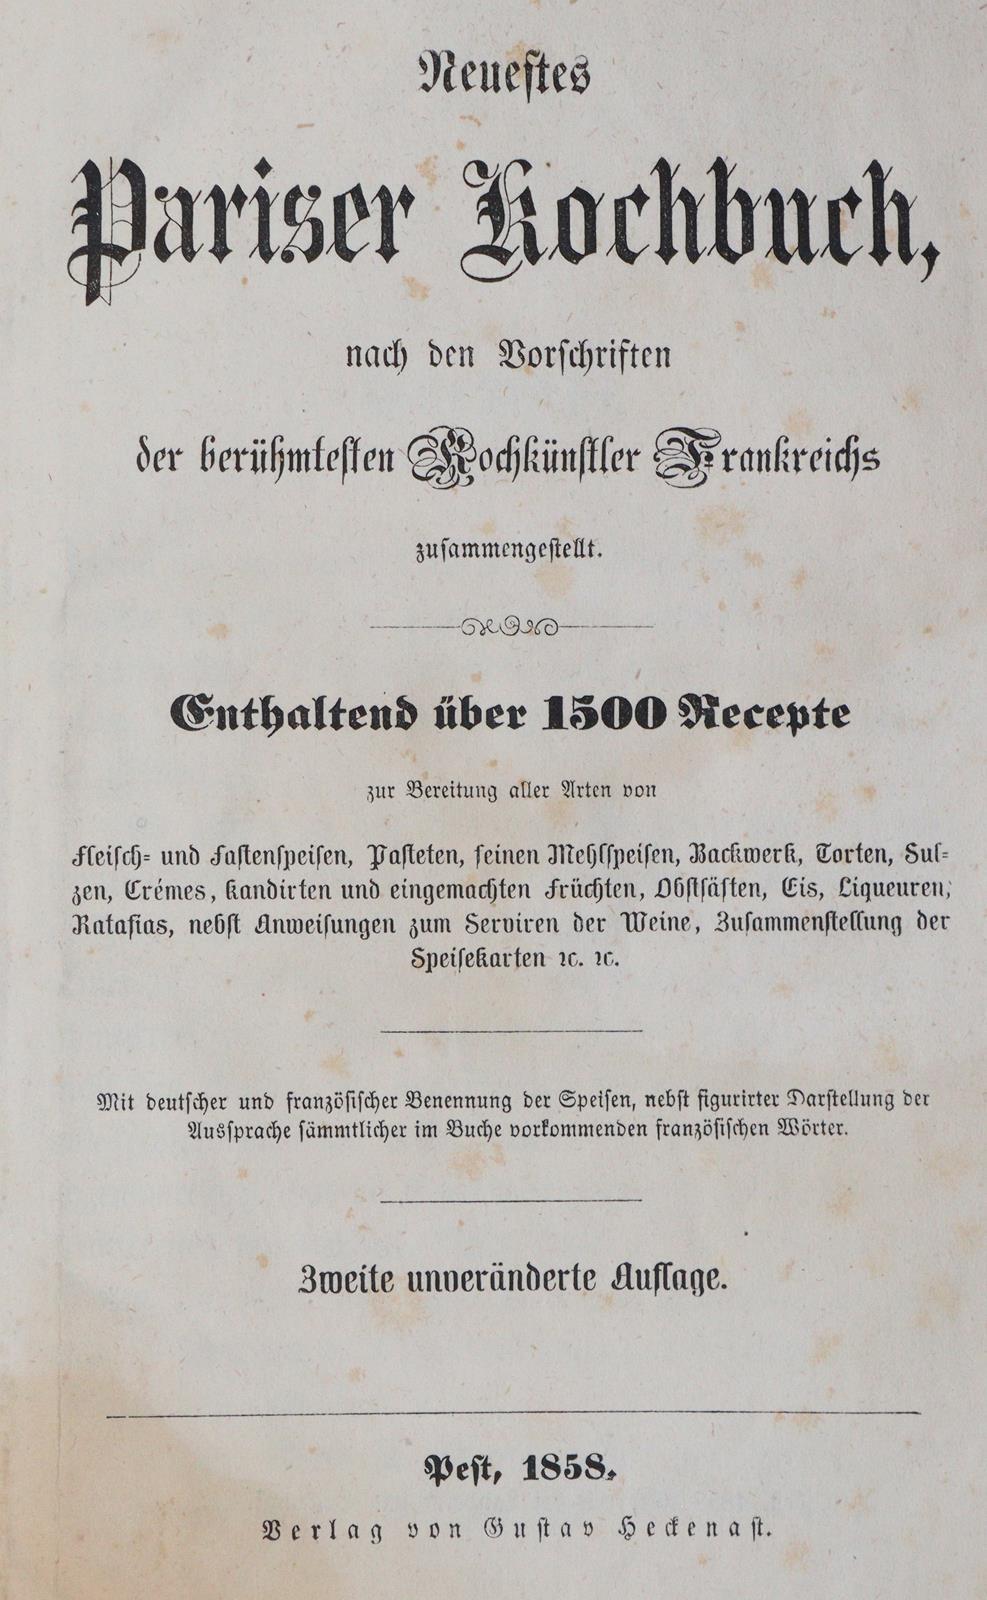 Neueſtes
Pariser Kochbuch,
nach den Vorſchriften
der berühmteſten Kochkünſtler Frankreichs
zuſammengeſtellt.
Enthaltend über 1500 Recepte
zur Bereitung aller Arten von
Fleiſch- und Faſtenſpeiſen, Paſteten, feinen Mehlſpeiſen, Backwerk, Torten, Sul-
zen, Crémes, kandirten und eingemachten Früchten, Obſtſäften, Eis, Liqueuren,
Ratafias, nebſt Anweiſungen zum Serviren der Weine, Zuſammenſtellung der
Speiſekarten ꝛc. ꝛc.
Mit deutſcher und franzöſiſcher Benennung der Speiſen, nebſt figurirter Darſtellung der
Ausſprache ſämmtlicher im Buche vorkommenden franzöſiſchen Wörter.
Zweite unveränderte Auflage.
Peſt, 1858.
Verlag von Guſtav Heckenaſt.